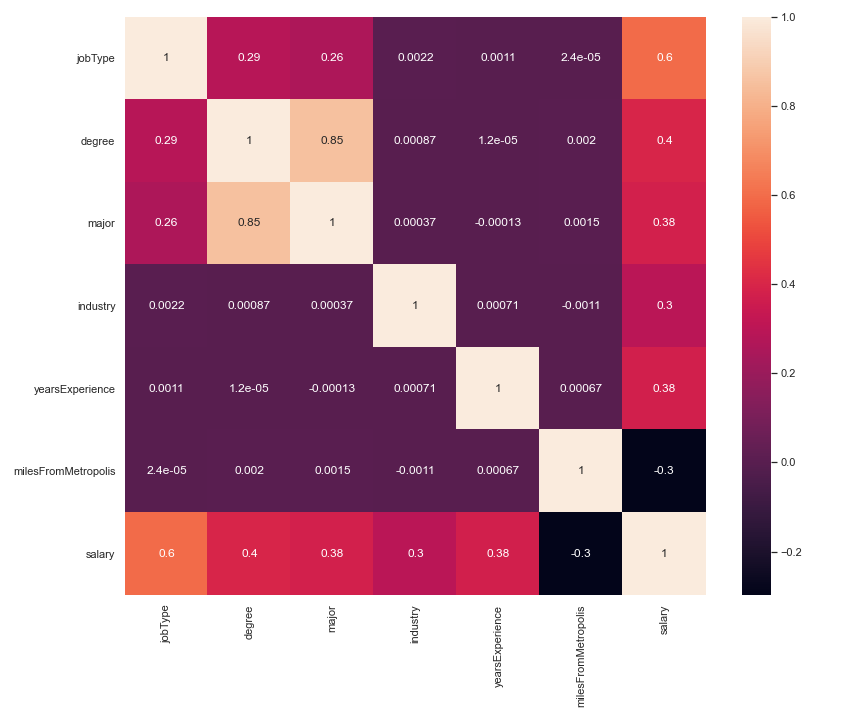 jobType 1 0.29 0.26 0.0022 0.0011 2.4e-05 0.6
degree 0.29 1 0.85 0.00087 1.2e-05 0.002 0.4
major 0.26 0.85 1 0.00037 -0.00013 0.0015 0.38
industry 0.0022 0.00087 0.00037 1 0.00071 -0.0011 0.3
yearsExperience 0.0011 1.2e-05 -0.00013 0.00071 1 0.00067 0.38
milesFromMetropolis 2.4e-05 0.002 0.0015 -0.0011 0.00067 1 -0.3
salary 0.6 0.4 0.38 0.3 0.38 -0.3 1
jobType
degree
major
industry
yearsExperience
milesFromMetropolis
salary
1.0
0.8
0.6
0.4
0.2
0.0
−0.2